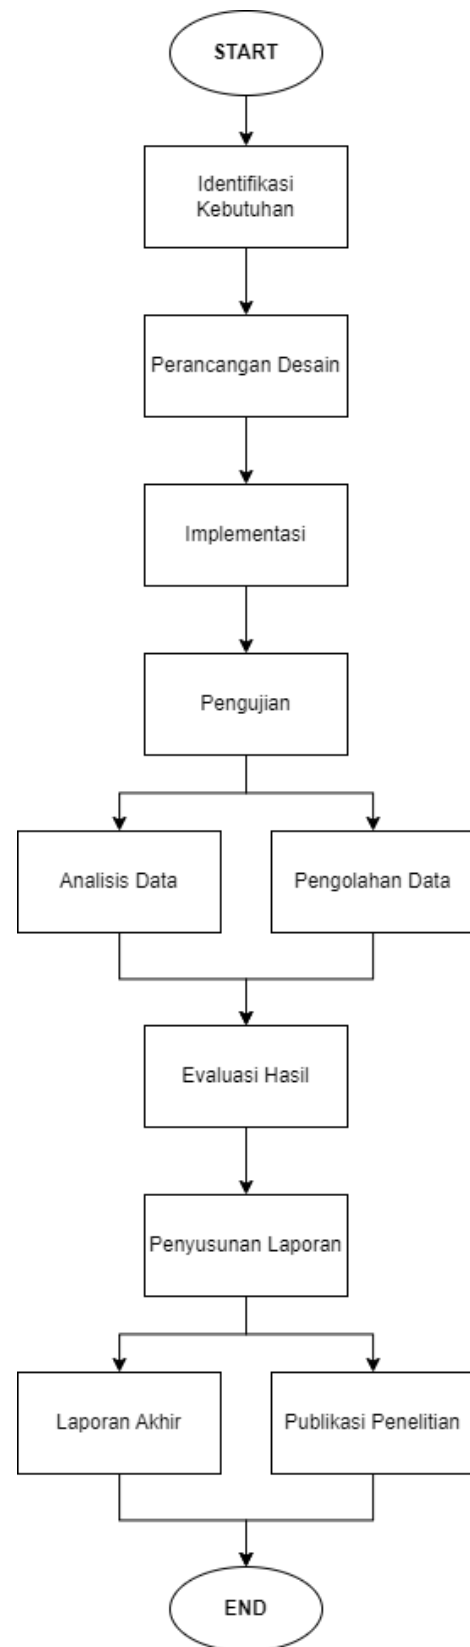 START
Identifikasi
Kebutuhan
Perancangan Desain
Implementasi
Pengujian
Analisis Data
Pengolahan Data
Evaluasi Hasil
Penyusunan Laporan
Laporan Akhir
Publikasi Penelitian
END